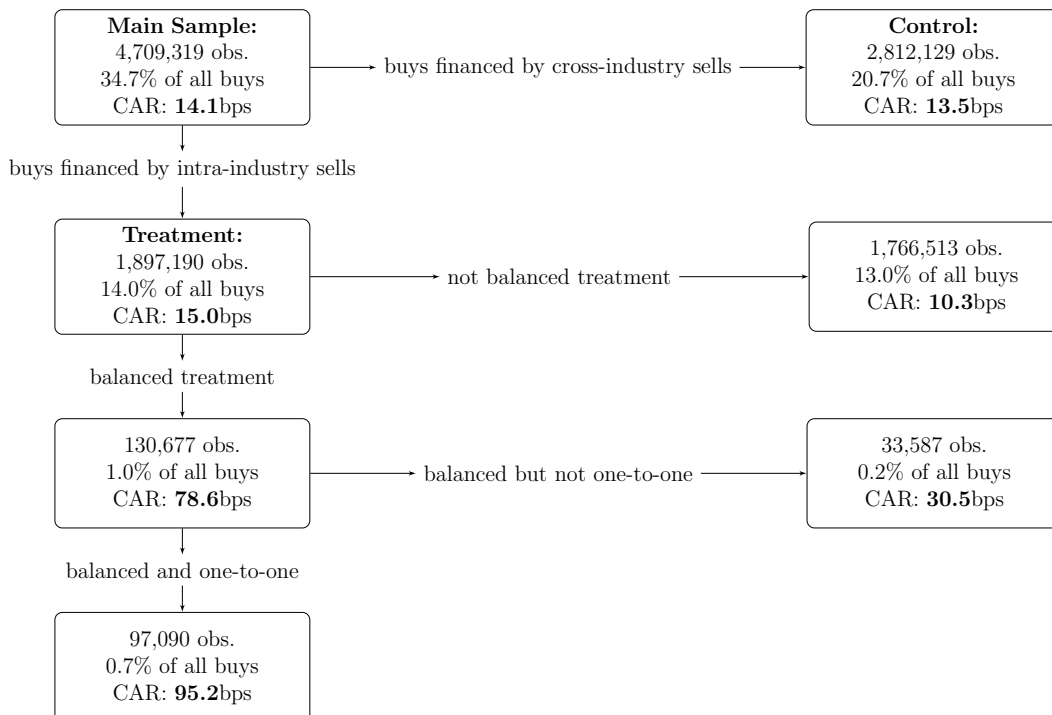 Main Sample:
4,709,319 obs.
34.7% of all buys
CAR: 14.1bps
buys financed by cross-industry sells
Control:
2,812,129 obs.
20.7% of all buys
CAR: 13.5bps
buys financed by intra-industry sells
Treatment:
1,897,190 obs.
14.0% of all buys
CAR: 15.0bps
not balanced treatment
1,766,513 obs.
13.0% of all buys
CAR: 10.3bps
balanced treatment
130,677 obs.
1.0% of all buys
CAR: 78.6bps
balanced but not one-to-one
33,587 obs.
0.2% of all buys
CAR: 30.5bps
balanced and one-to-one
97,090 obs.
0.7% of all buys
CAR: 95.2bps